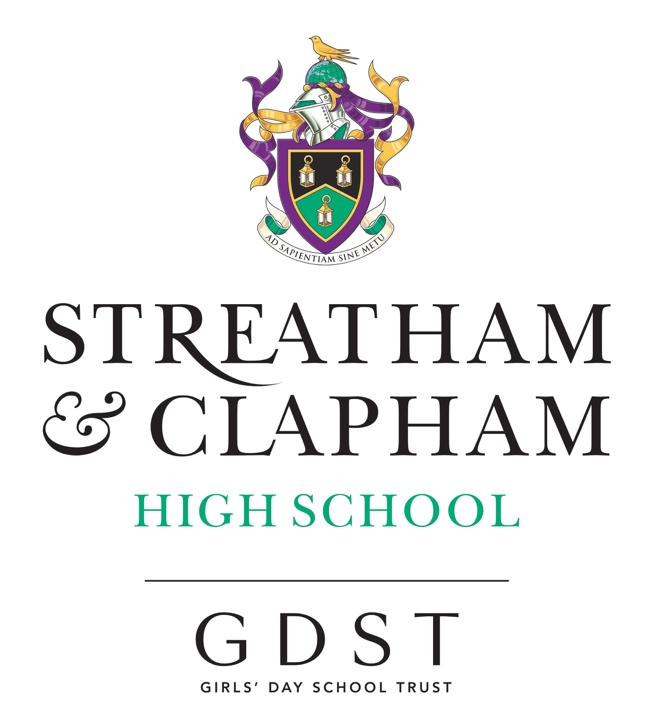 AD SAPIENTIAM SINE METU
STREATHAM
& CLAPHAM
HIGH SCHOOL
GDST
GIRLS' DAY SCHOOL TRUST